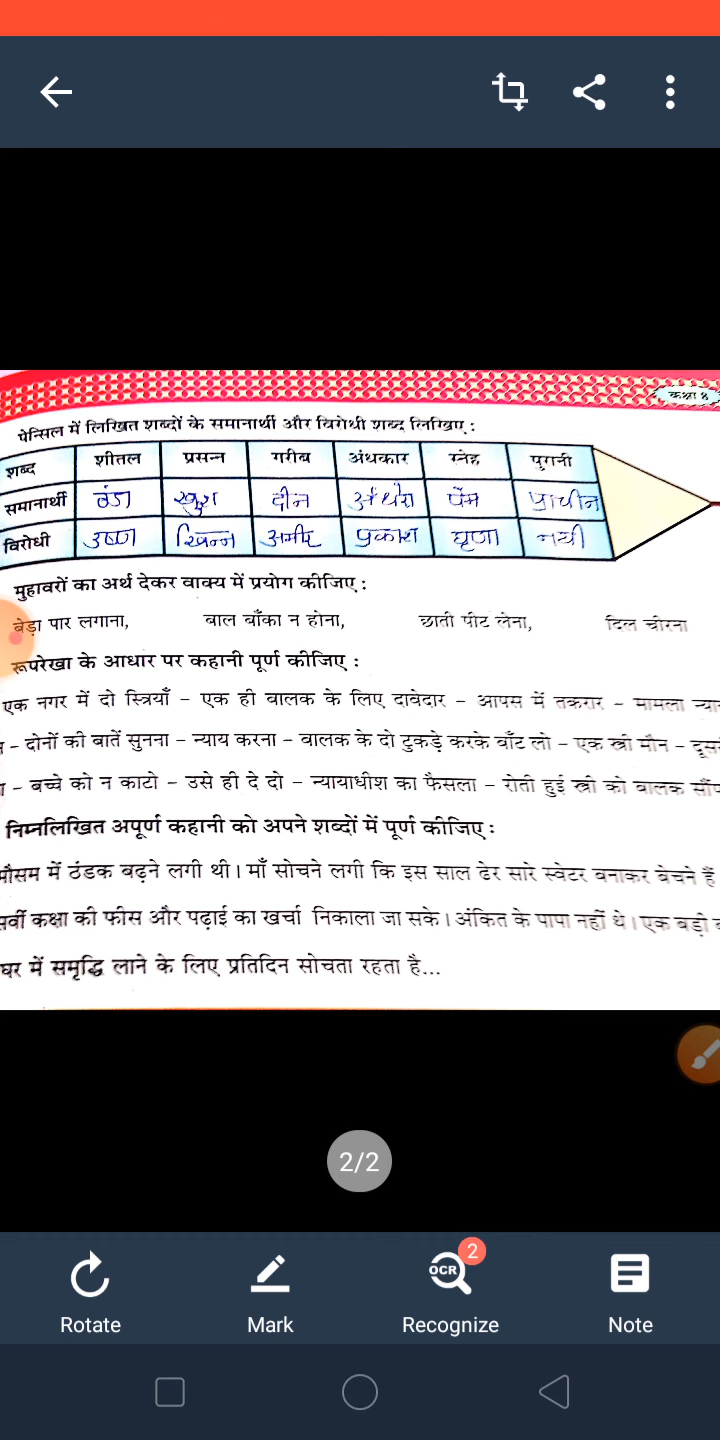 कक्षा 8
पेन्सिल में लिखित शब्दों के समानार्थी और विरोधी शब्द लिखिए :
शब्द शीतल प्रसन्न गरीब अंधकार स्नेह पुरानी
समानार्थी ठंडा खुश दीन अँधेरा प्रेम प्राचीन
विरोधी उष्ण खिन्न अमीर प्रकाश घृणा नयी
मुहावरों का अर्थ देकर वाक्य में प्रयोग कीजिए :
बेड़ा पार लगाना, बाल बाँका न होना, छाती पीट लेना, दिल चीरना
रूपरेखा के आधार पर कहानी पूर्ण कीजिए :
एक नगर में दो स्त्रियाँ – एक ही बालक के लिए दावेदार – आपस में तकरार – मामला
– दोनों की बातें सुनना – न्याय करना – बालक के दो टुकड़े करके बाँट लो – एक स्त्री मौन –
– बच्चे को न काटो – उसे ही दे दो – न्यायाधीश का फैसला – रोती हुई स्त्री को बालक
निम्नलिखित अपूर्ण कहानी को अपने शब्दों में पूर्ण कीजिए :
मौसम में ठंडक बढ़ने लगी थी। माँ सोचने लगी कि इस साल ढेर सारे स्वेटर बनाकर बेचने हैं
कक्षा की फीस और पढ़ाई का खर्चा निकाला जा सके। अंकित के पापा नहीं थे। एक बड़ी
घर में समृद्धि लाने के लिए प्रतिदिन सोचता रहता है...
2/2
OCR 2
Rotate Mark Recognize Note